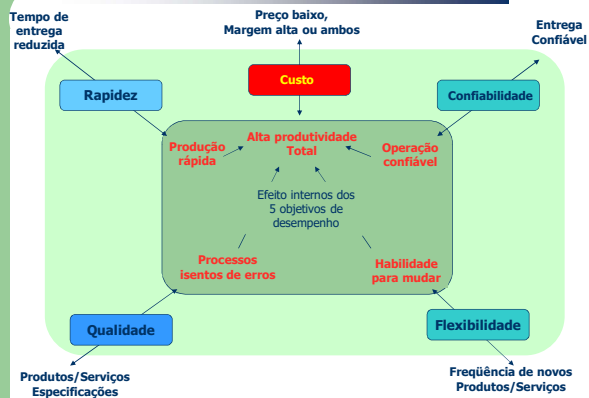 Tempo de
entrega
reduzida
Preço baixo,
Margem alta ou ambos
Entrega
Confiável
Rapidez
Custo
Confiabilidade
Produção
rápida
Alta produtividade
Total
Operação
confiável
Efeito internos dos
5 objetivos de
desempenho
Processos
isentos de erros
Habilidade
para mudar
Qualidade
Flexibilidade
Produtos/Serviços
Especificações
Freqüência de novos
Produtos/Serviços